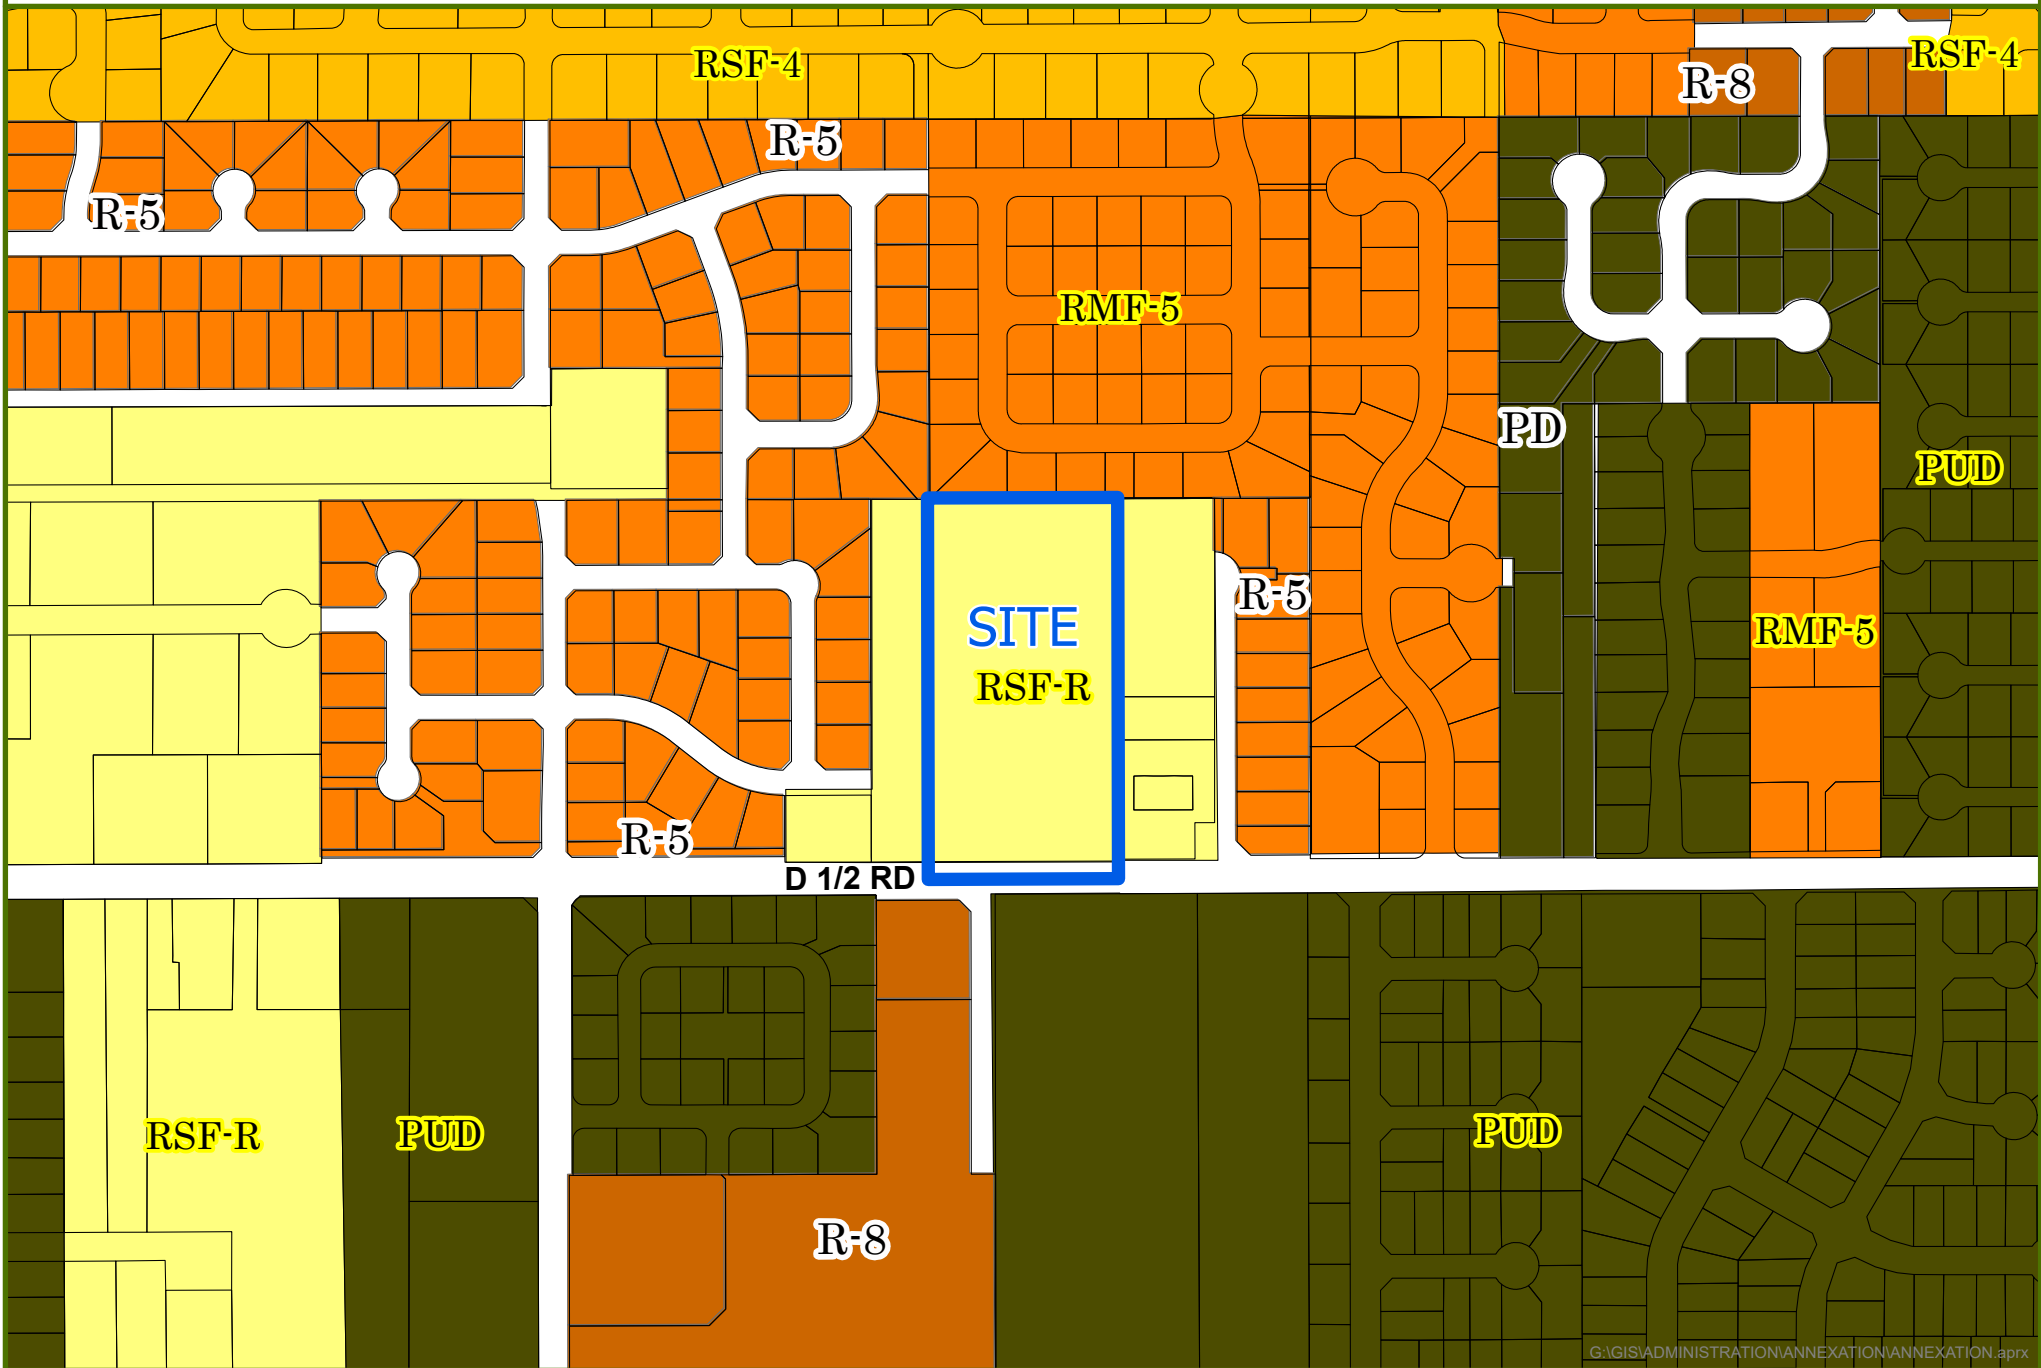 RSF-4
RSF-4
R-8
R-5
R-5
RMF-5
PD
PUD
R-5
SITE
RMF-5
RSF-R
R-5
D 1/2 RD
RSF-R
PUD
PUD
R-8
G:\GIS\ADMINISTRATION\ANNEXATION\ANNEXATION.aprx